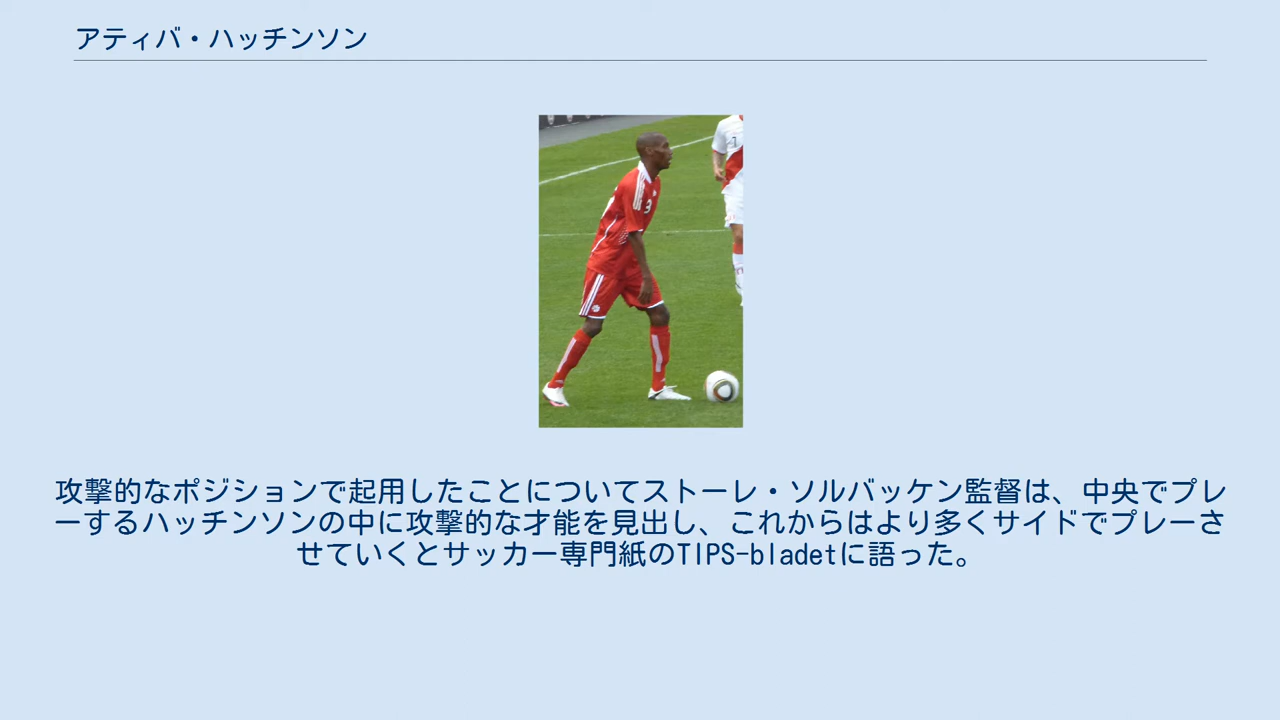 アティバ・ハッチンソン
3
攻撃的なポジションで起用したことについてストーレ・ソルバッケン監督は、中央でプレ
ーするハッチンソンの中に攻撃的な才能を見出し、これからはより多くサイドでプレーさ
せていくとサッカー専門紙のTIPS-bladetに語った。